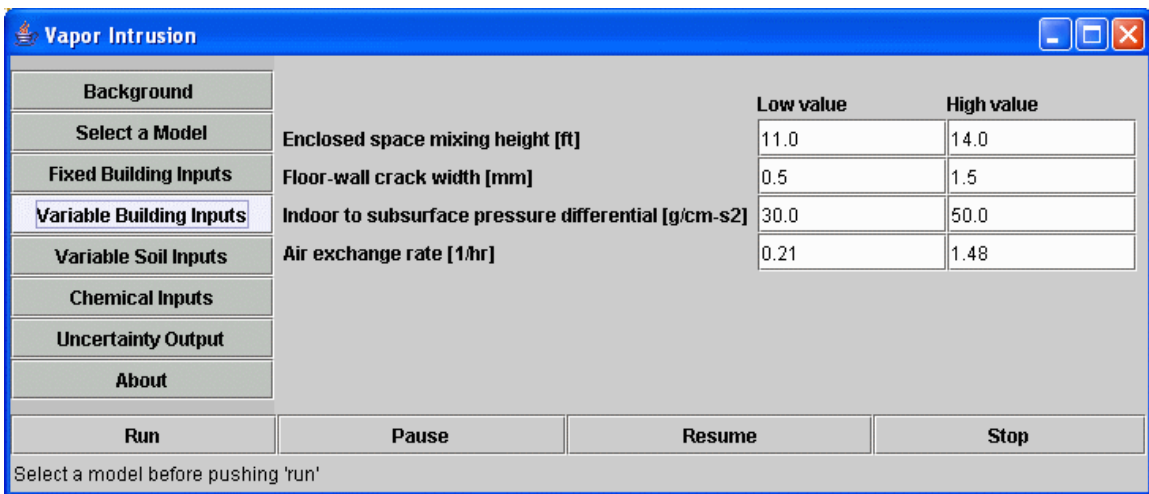 Vapor Intrusion
Background
Select a Model
Fixed Building Inputs
Variable Building Inputs
Variable Soil Inputs
Chemical Inputs
Uncertainty Output
About
Low value High value
Enclosed space mixing height [ft] 11.0 14.0
Floor-wall crack width [mm] 0.5 1.5
Indoor to subsurface pressure differential [g/cm-s2] 30.0 50.0
Air exchange rate [1/hr] 0.21 1.48
Run Pause Resume Stop
Select a model before pushing 'run'